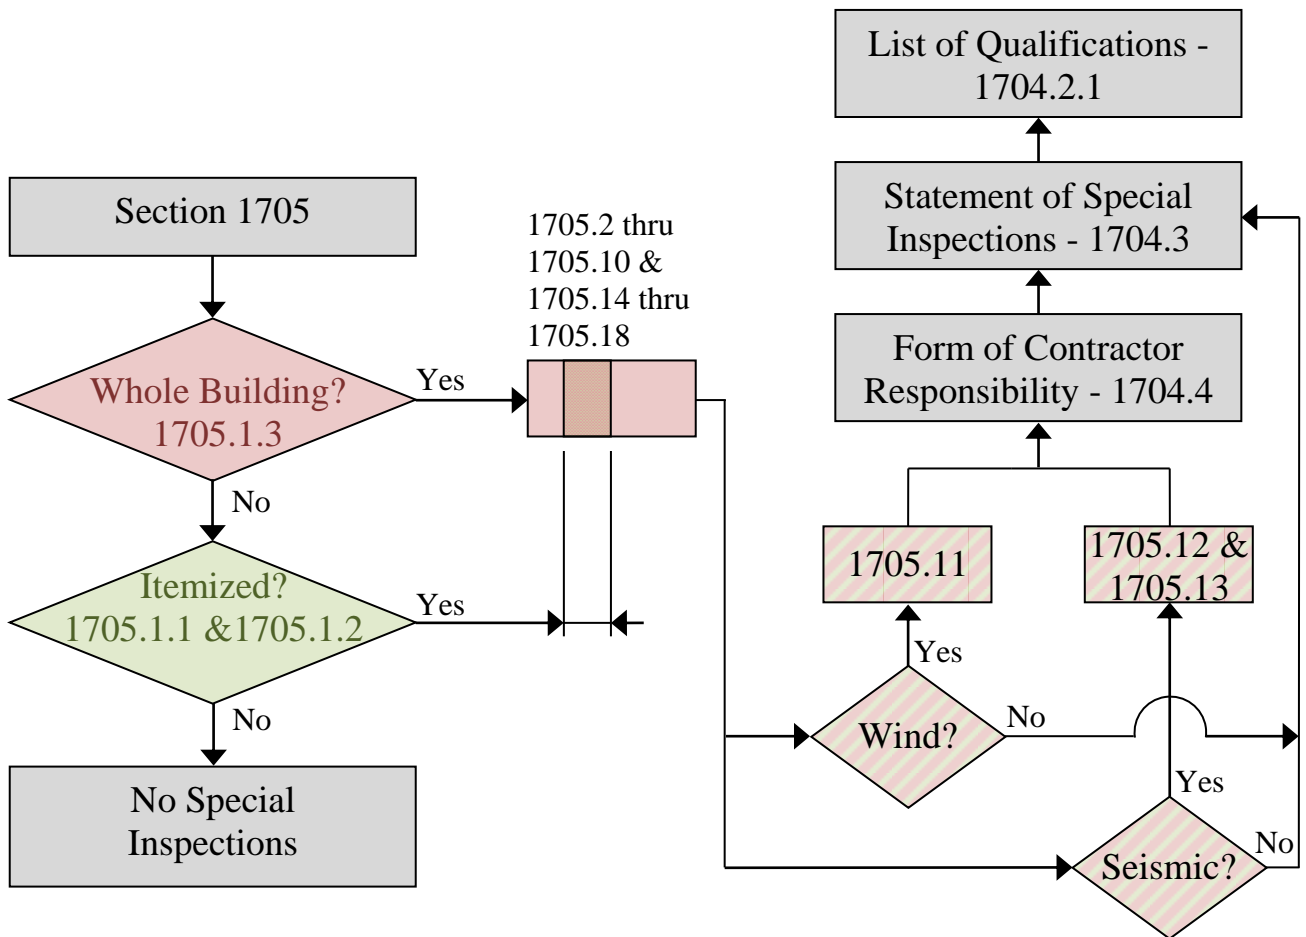 Section 1705
Whole Building?
1705.1.3
Yes
No
Itemized?
1705.1.1 &1705.1.2
Yes
No
No Special
Inspections
1705.2 thru
1705.10 &
1705.14 thru
1705.18
List of Qualifications -
1704.2.1
Statement of Special
Inspections - 1704.3
Form of Contractor
Responsibility - 1704.4
1705.11
1705.12 &
1705.13
Yes
Wind?
No
Yes
Seismic?
No